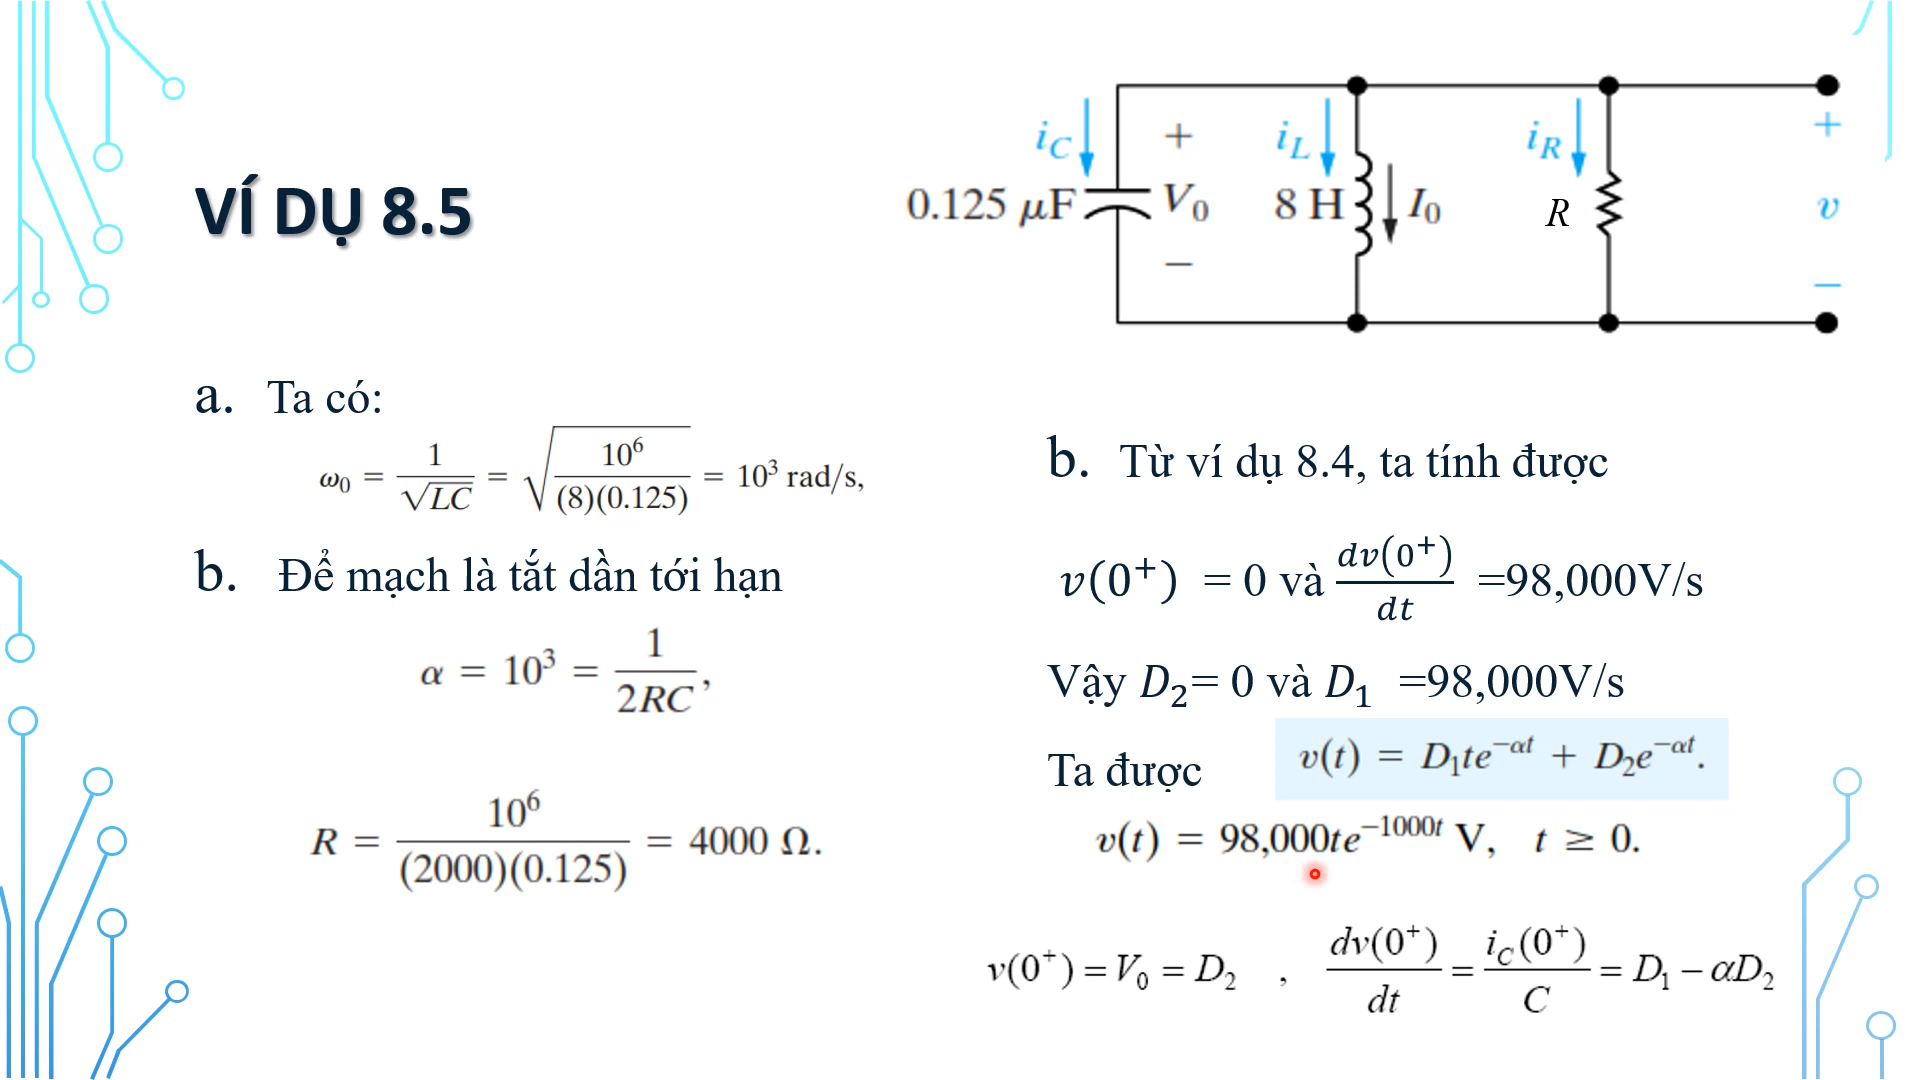 VÍ DỤ 8.5
i_C
0.125 μF
+
V_0
−
i_L
8 H
I_0
i_R
R
+
v
−
a. Ta có:
ω_0 = 1/√(LC) = √(10^6/((8)(0.125))) = 10^3 rad/s,
b. Để mạch là tắt dần tới hạn
α = 10^3 = 1/(2RC),
R = 10^6/((2000)(0.125)) = 4000 Ω.
b. Từ ví dụ 8.4, ta tính được
v(0^+) = 0 và dv(0^+)/dt =98,000V/s
Vậy D_2= 0 và D_1 =98,000V/s
Ta được v(t) = D_1te^{−αt} + D_2e^{−αt}.
v(t) = 98,000te^{−1000t} V, t ≥ 0.
v(0^+) = V_0 = D_2 , dv(0^+)/dt = i_C(0^+)/C = D_1 − αD_2